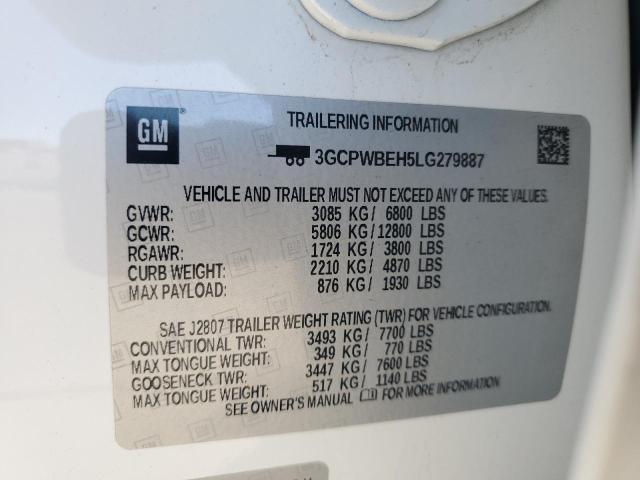 GM
®
TRAILERING INFORMATION
3GCPWBEH5LG279887
VEHICLE AND TRAILER MUST NOT EXCEED ANY OF THESE VALUES.
GVWR: 3085 KG/ 6800 LBS
GCWR: 5806 KG/12800 LBS
RGAWR: 1724 KG/ 3800 LBS
CURB WEIGHT: 2210 KG/ 4870 LBS
MAX PAYLOAD: 876 KG/ 1930 LBS
SAE J2807 TRAILER WEIGHT RATING (TWR) FOR VEHICLE CONFIGURATION.
CONVENTIONAL TWR: 3493 KG/ 7700 LBS
MAX TONGUE WEIGHT: 349 KG/ 770 LBS
GOOSENECK TWR: 3447 KG/ 7600 LBS
MAX TONGUE WEIGHT: 517 KG/ 1140 LBS
SEE OWNER'S MANUAL FOR MORE INFORMATION